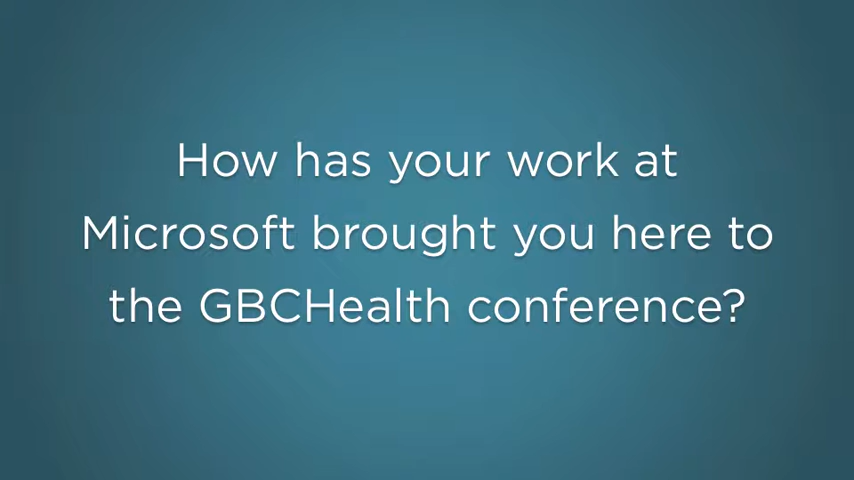 How has your work at
Microsoft brought you here to
the GBCHealth conference?